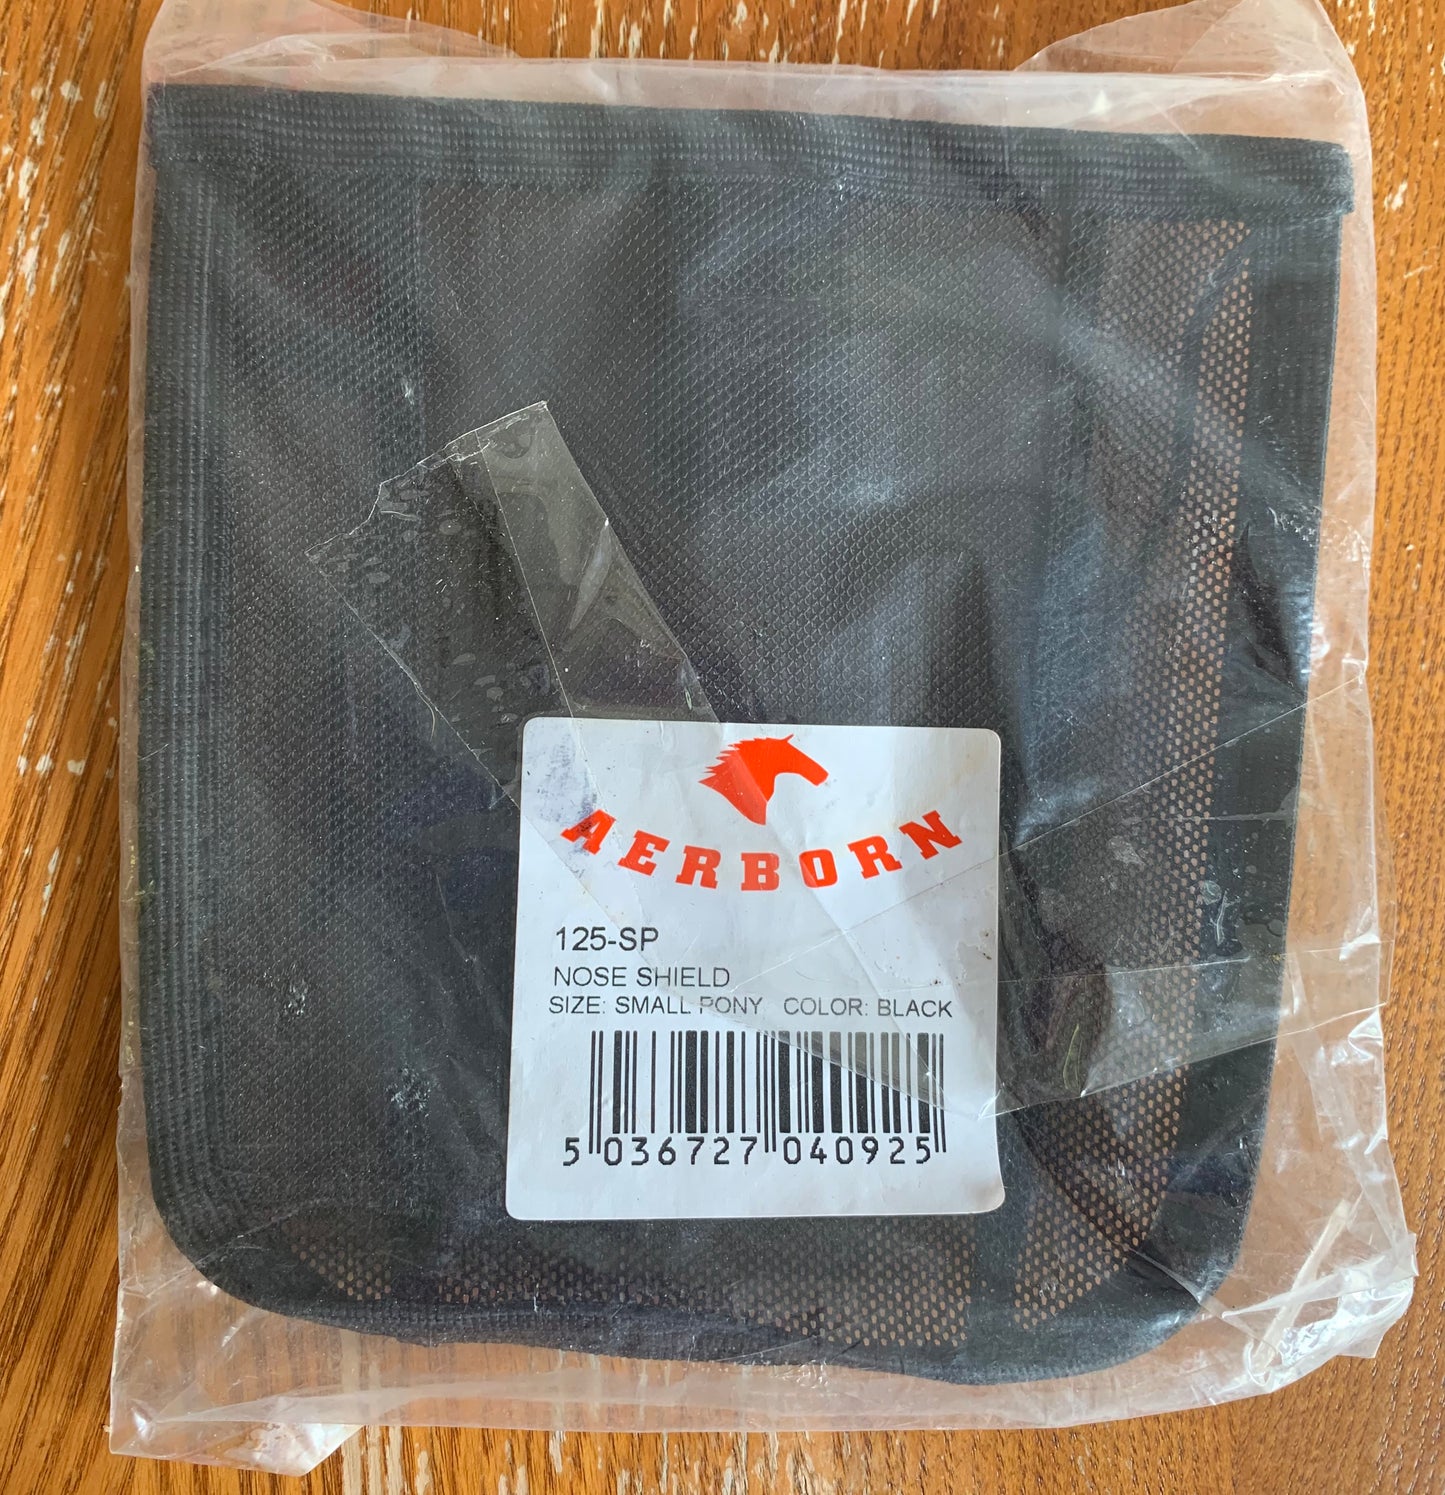 AERBORN
125-SP
NOSE SHIELD
SIZE: SMALL PONY COLOR: BLACK
5 036727 040925